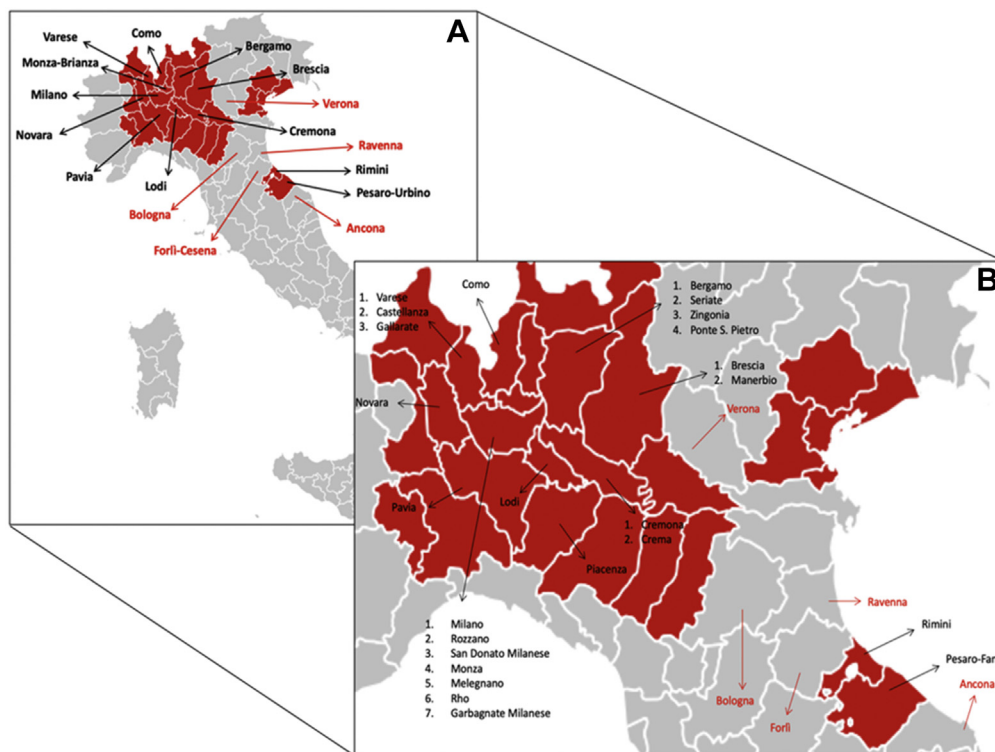 A
Varese
Como
Bergamo
Monza-Brianza
Brescia
Milano
Verona
Novara
Cremona
Ravenna
Pavia
Lodi
Rimini
Pesaro-Urbino
Bologna
Ancona
Forlì-Cesena
B
1. Varese
2. Castellanza
3. Gallarate
Como
1. Bergamo
2. Seriate
3. Zingonia
4. Ponte S. Pietro
1. Brescia
2. Manerbio
Novara
Verona
Pavia
Lodi
1. Cremona
2. Crema
Piacenza
1. Milano
2. Rozzano
3. San Donato Milanese
4. Monza
5. Melegnano
6. Rho
7. Garbagnate Milanese
Ravenna
Rimini
Pesaro-Far
Ancona
Bologna
Forlì